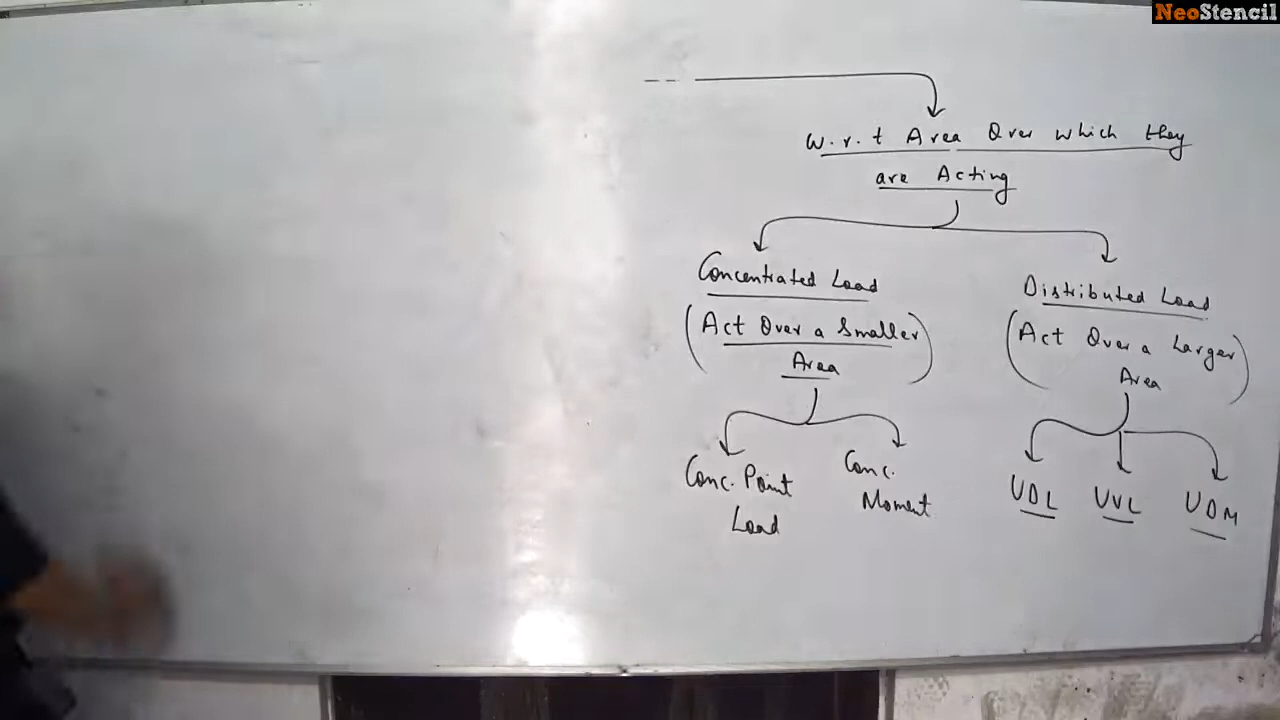 NeoStencil
W.r.t Area Over which they
are Acting
Concentrated Load
(Act Over a Smaller
Area)
Conc. Point
Load
Conc.
Moment
Distributed Load
(Act Over a Larger
Area)
UDL UVL UDM